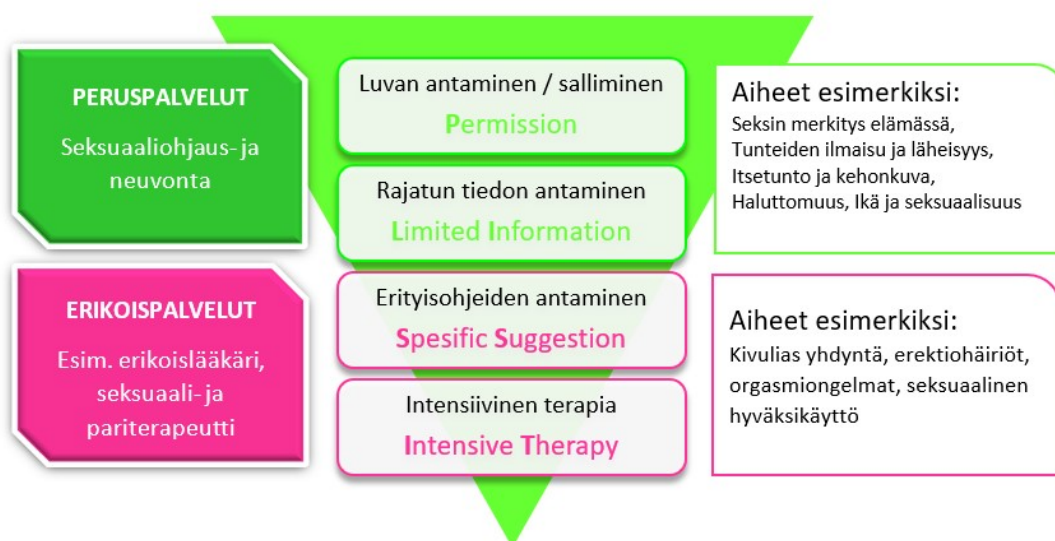 PERUSPALVELUT
Seksuaaliohjaus- ja
neuvonta
Luvan antaminen / salliminen
Permission
Rajatun tiedon antaminen
Limited Information
Aiheet esimerkiksi:
Seksin merkitys elämässä,
Tunteiden ilmaisu ja läheisyys,
Itsetunto ja kehonkuva,
Haluttomuus, Ikä ja seksuaalisuus
ERIKOISPALVELUT
Esim. erikoislääkäri,
seksuaali- ja
pariterapeutti
Erityisohjeiden antaminen
Spesific Suggestion
Intensiivinen terapia
Intensive Therapy
Aiheet esimerkiksi:
Kivulias yhdyntä, erektiohäiriöt,
orgasmiongelmat, seksuaalinen
hyväksikäyttö